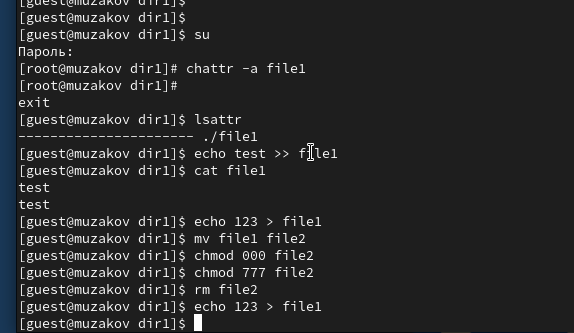 [guest@muzakov dir1]$
[guest@muzakov dir1]$
[guest@muzakov dir1]$ su
Пароль:
[root@muzakov dir1]# chattr -a file1
[root@muzakov dir1]#
exit
[guest@muzakov dir1]$ lsattr
---------------------- ./file1
[guest@muzakov dir1]$ echo test >> file1
[guest@muzakov dir1]$ cat file1
test
test
[guest@muzakov dir1]$ echo 123 > file1
[guest@muzakov dir1]$ mv file1 file2
[guest@muzakov dir1]$ chmod 000 file2
[guest@muzakov dir1]$ chmod 777 file2
[guest@muzakov dir1]$ rm file2
[guest@muzakov dir1]$ echo 123 > file1
[guest@muzakov dir1]$